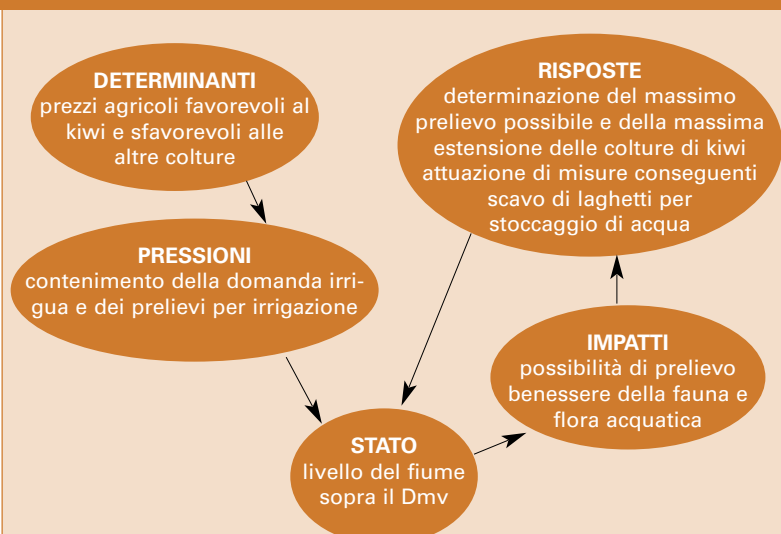 DETERMINANTI
prezzi agricoli favorevoli al
kiwi e sfavorevoli alle
altre colture
PRESSIONI
contenimento della domanda irri-
gua e dei prelievi per irrigazione
STATO
livello del fiume
sopra il Dmv
IMPATTI
possibilità di prelievo
benessere della fauna e
flora acquatica
RISPOSTE
determinazione del massimo
prelievo possibile e della massima
estensione delle colture di kiwi
attuazione di misure conseguenti
scavo di laghetti per
stoccaggio di acqua